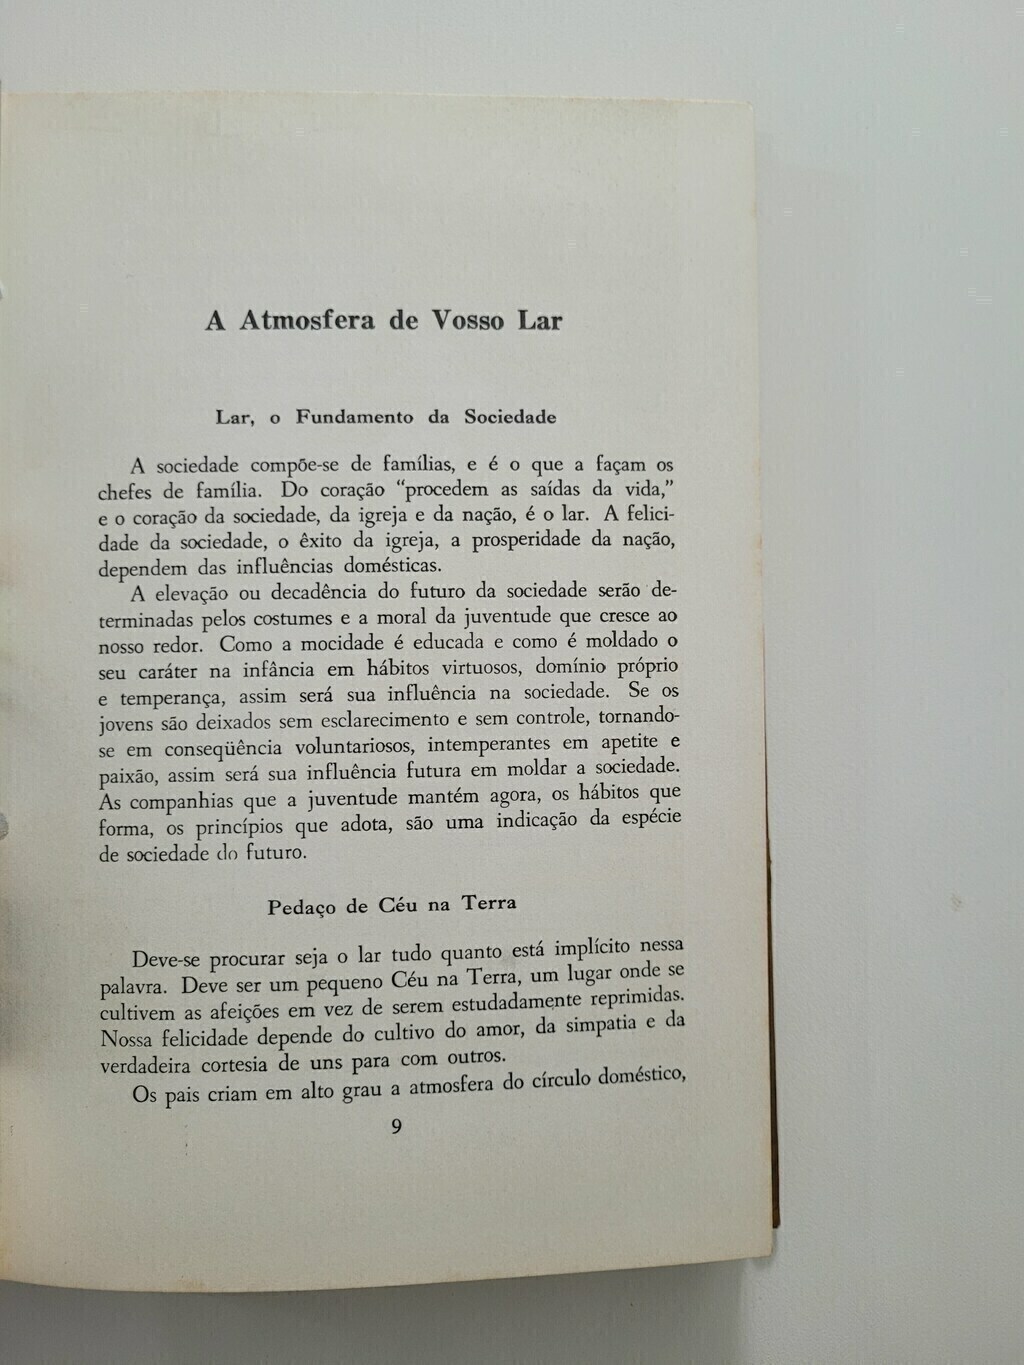 A Atmosfera de Vosso Lar
Lar, o Fundamento da Sociedade
A sociedade compõe-se de famílias, e é o que a façam os
chefes de família. Do coração “procedem as saídas da vida,”
e o coração da sociedade, da igreja e da nação, é o lar. A felici-
dade da sociedade, o êxito da igreja, a prosperidade da nação,
dependem das influências domésticas.
A elevação ou decadência do futuro da sociedade serão de-
terminadas pelos costumes e a moral da juventude que cresce ao
nosso redor. Como a mocidade é educada e como é moldado o
seu caráter na infância em hábitos virtuosos, domínio próprio
e temperança, assim será sua influência na sociedade. Se os
jovens são deixados sem esclarecimento e sem controle, tornando-
se em conseqüência voluntariosos, intemperantes em apetite e
paixão, assim será sua influência futura em moldar a sociedade.
As companhias que a juventude mantém agora, os hábitos que
forma, os princípios que adota, são uma indicação da espécie
de sociedade do futuro.
Pedaço de Céu na Terra
Deve-se procurar seja o lar tudo quanto está implícito nessa
palavra. Deve ser um pequeno Céu na Terra, um lugar onde se
cultivem as afeições em vez de serem estudadamente reprimidas.
Nossa felicidade depende do cultivo do amor, da simpatia e da
verdadeira cortesia de uns para com outros.
Os pais criam em alto grau a atmosfera do círculo doméstico,
9